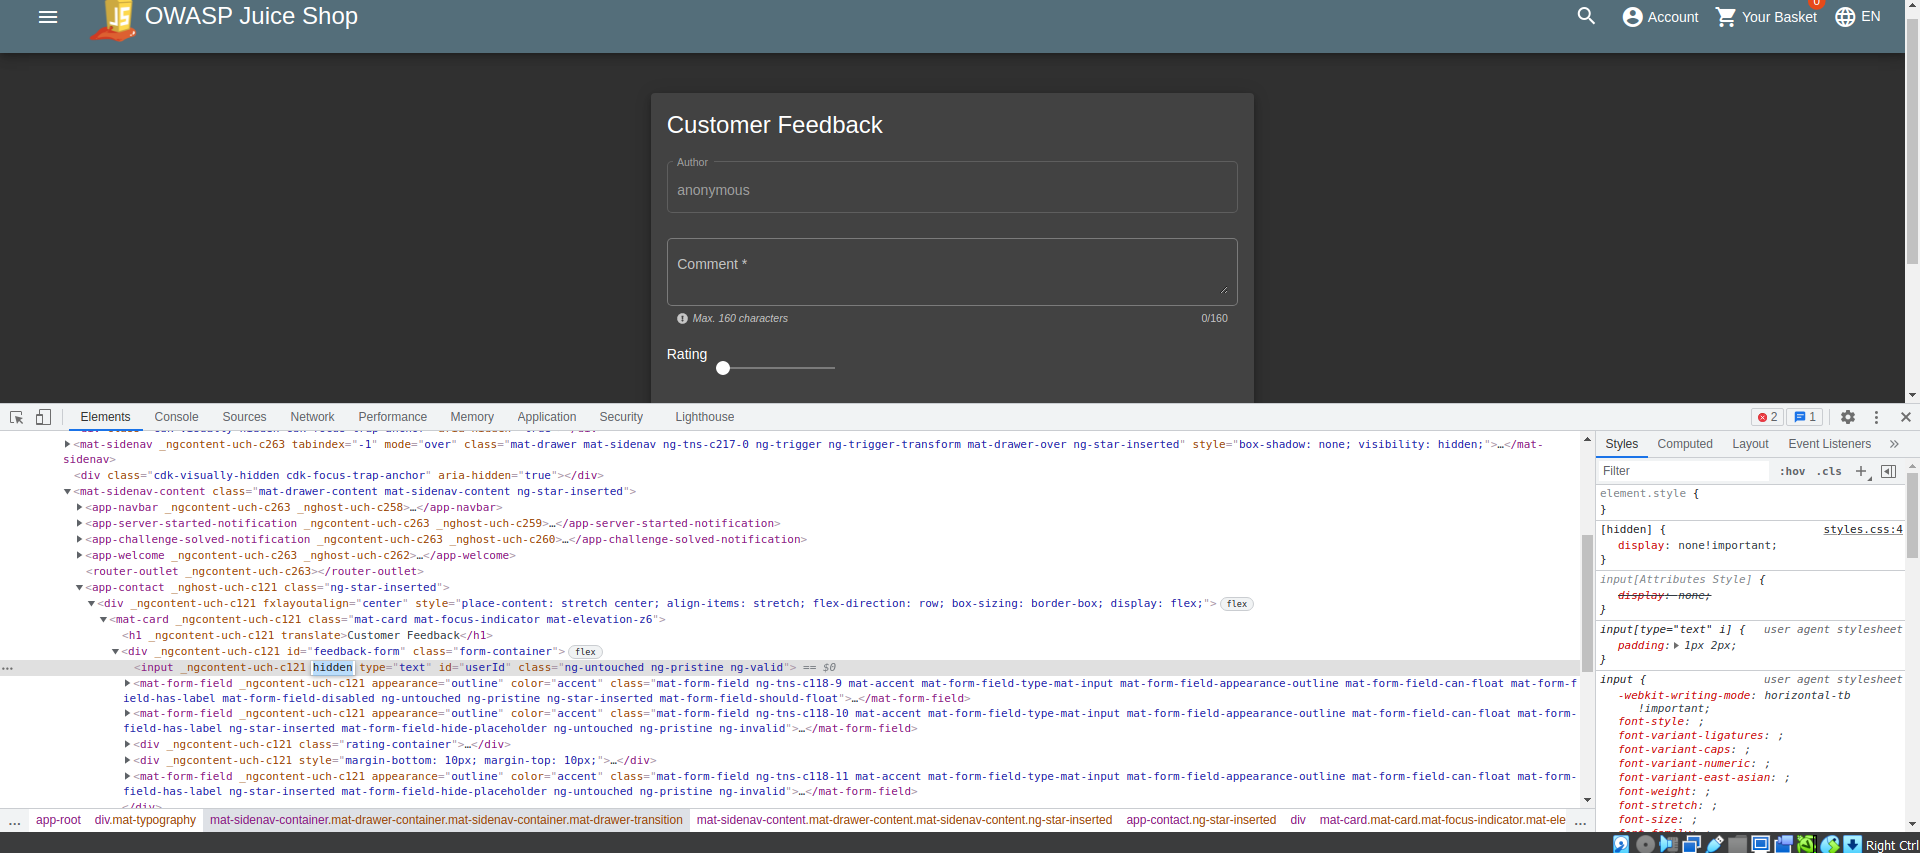 OWASP Juice Shop
Account
0
Your Basket
EN
Customer Feedback
Author
anonymous
Comment *
Max. 160 characters
0/160
Rating
Elements Console Sources Network Performance Memory Application Security Lighthouse
2 1
<mat-sidenav _ngcontent-uch-c263 tabindex="-1" mode="over" class="mat-drawer mat-sidenav ng-tns-c217-0 ng-trigger ng-trigger-transform mat-drawer-over ng-star-inserted" style="box-shadow: none; visibility: hidden;">…</mat-
sidenav>
<div class="cdk-visually-hidden cdk-focus-trap-anchor" aria-hidden="true"></div>
<mat-sidenav-content class="mat-drawer-content mat-sidenav-content ng-star-inserted">
<app-navbar _ngcontent-uch-c263 _nghost-uch-c258>…</app-navbar>
<app-server-started-notification _ngcontent-uch-c263 _nghost-uch-c259>…</app-server-started-notification>
<app-challenge-solved-notification _ngcontent-uch-c263 _nghost-uch-c260>…</app-challenge-solved-notification>
<app-welcome _ngcontent-uch-c263 _nghost-uch-c262>…</app-welcome>
<router-outlet _ngcontent-uch-c263></router-outlet>
<app-contact _nghost-uch-c121 class="ng-star-inserted">
<div _ngcontent-uch-c121 fxlayoutalign="center" style="place-content: stretch center; align-items: stretch; flex-direction: row; box-sizing: border-box; display: flex;"> flex
<mat-card _ngcontent-uch-c121 class="mat-card mat-focus-indicator mat-elevation-z6">
<h1 _ngcontent-uch-c121 translate>Customer Feedback</h1>
<div _ngcontent-uch-c121 id="feedback-form" class="form-container"> flex
… <input _ngcontent-uch-c121 hidden type="text" id="userId" class="ng-untouched ng-pristine ng-valid"> == $0
<mat-form-field _ngcontent-uch-c121 appearance="outline" color="accent" class="mat-form-field ng-tns-c118-9 mat-accent mat-form-field-type-mat-input mat-form-field-appearance-outline mat-form-field-can-float mat-form-f
ield-has-label mat-form-field-disabled ng-untouched ng-pristine ng-star-inserted mat-form-field-should-float">…</mat-form-field>
<mat-form-field _ngcontent-uch-c121 appearance="outline" color="accent" class="mat-form-field ng-tns-c118-10 mat-accent mat-form-field-type-mat-input mat-form-field-appearance-outline mat-form-field-can-float mat-form-
field-has-label ng-star-inserted mat-form-field-hide-placeholder ng-untouched ng-pristine ng-invalid">…</mat-form-field>
<div _ngcontent-uch-c121 class="rating-container">…</div>
<div _ngcontent-uch-c121 style="margin-bottom: 10px; margin-top: 10px;">…</div>
<mat-form-field _ngcontent-uch-c121 appearance="outline" color="accent" class="mat-form-field ng-tns-c118-11 mat-accent mat-form-field-type-mat-input mat-form-field-appearance-outline mat-form-field-can-float mat-form-
field-has-label ng-star-inserted mat-form-field-hide-placeholder ng-untouched ng-pristine ng-invalid">…</mat-form-field>
</div>
… app-root div.mat-typography mat-sidenav-container.mat-drawer-container.mat-sidenav-container.mat-drawer-transition mat-sidenav-content.mat-drawer-content.mat-sidenav-content.ng-star-inserted app-contact.ng-star-inserted div mat-card.mat-card.mat-focus-indicator.mat-ele …
Styles Computed Layout Event Listeners »
Filter :hov .cls +
element.style {
}
[hidden] { styles.css:4
display: none!important;
}
input[Attributes Style] {
display: none;
}
input[type="text" i] { user agent stylesheet
padding: 1px 2px;
}
input { user agent stylesheet
-webkit-writing-mode: horizontal-tb
!important;
font-style: ;
font-variant-ligatures: ;
font-variant-caps: ;
font-variant-numeric: ;
font-variant-east-asian: ;
font-weight: ;
font-stretch: ;
font-size: ;
font-family: ;
Right Ctrl